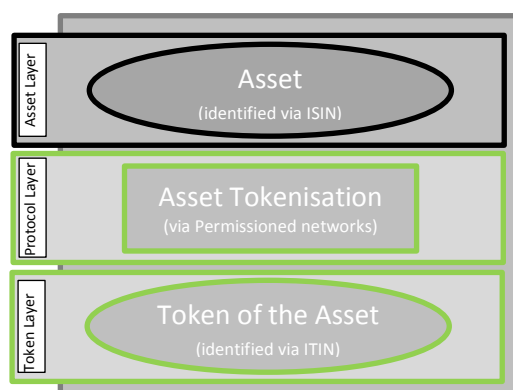 Asset Layer
Asset
(identified via ISIN)
Protocol Layer
Asset Tokenisation
(via Permissioned networks)
Token Layer
Token of the Asset
(identified via ITIN)